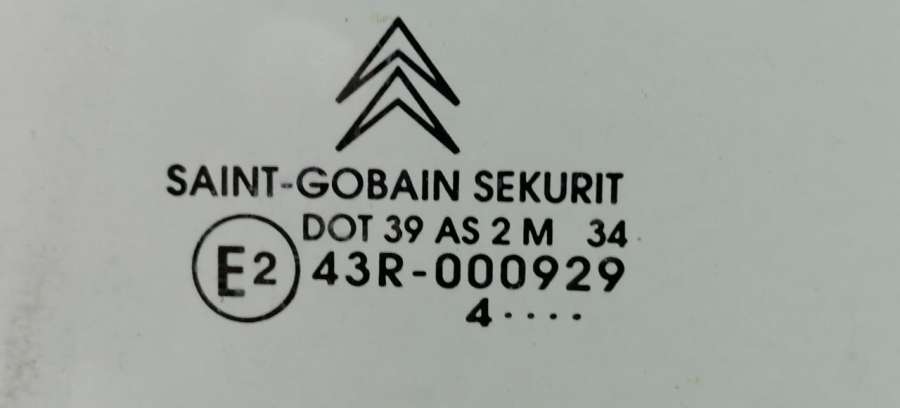 SAINT-GOBAIN SEKURIT
DOT 39 AS 2 M 34
E2 43R-000929
4 · · · ·